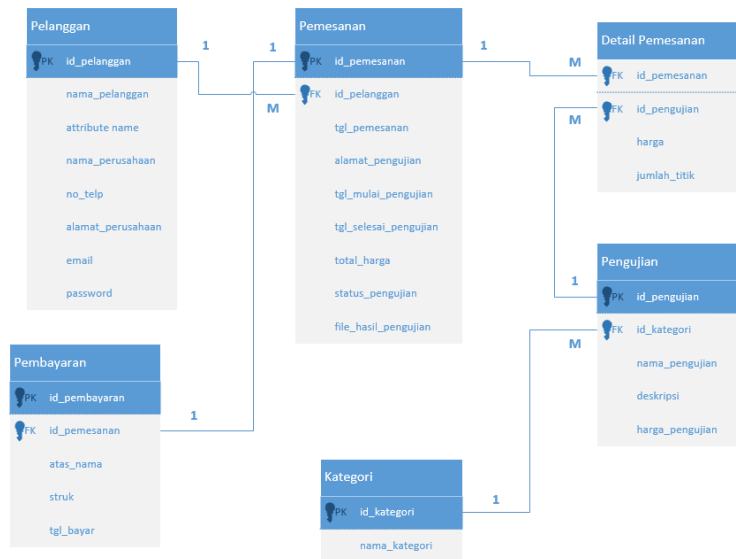 Pelanggan
PK id_pelanggan
nama_pelanggan
attribute name
nama_perusahaan
no_telp
alamat_perusahaan
email
password
1
M
1
Pemesanan
PK id_pemesanan
FK id_pelanggan
tgl_pemesanan
alamat_pengujian
tgl_mulai_pengujian
tgl_selesai_pengujian
total_harga
status_pengujian
file_hasil_pengujian
1
M
Detail Pemesanan
FK id_pemesanan
FK id_pengujian
harga
jumlah_titik
M
1
Pengujian
PK id_pengujian
FK id_kategori
nama_pengujian
deskripsi
harga_pengujian
M
Pembayaran
PK id_pembayaran
FK id_pemesanan
atas_nama
struk
tgl_bayar
1
Kategori
PK id_kategori
nama_kategori
1